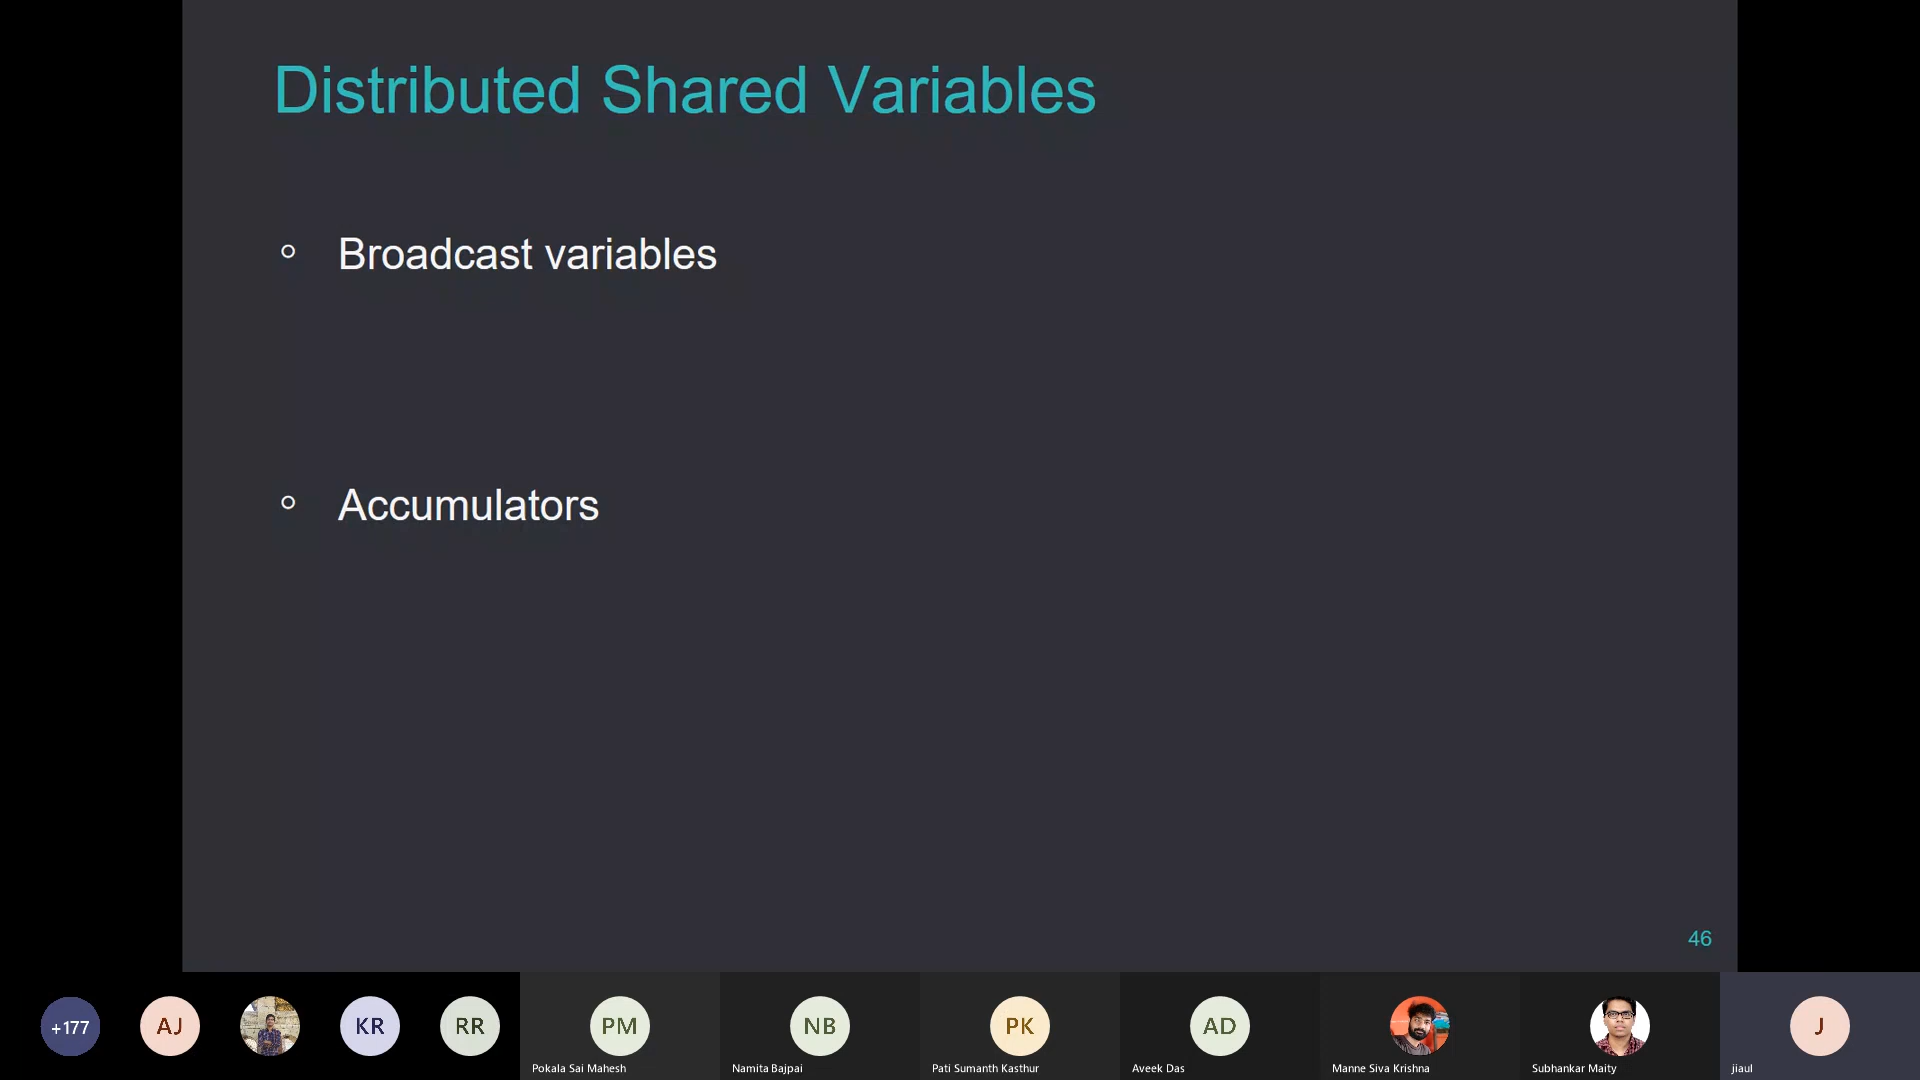 Distributed Shared Variables
Broadcast variables
Accumulators
46
+177
AJ
KR
RR
PM
NB
PK
AD
J
Pokala Sai Mahesh
Namita Bajpai
Pati Sumanth Kasthur
Aveek Das
Manne Siva Krishna
Subhankar Maity
jiaul